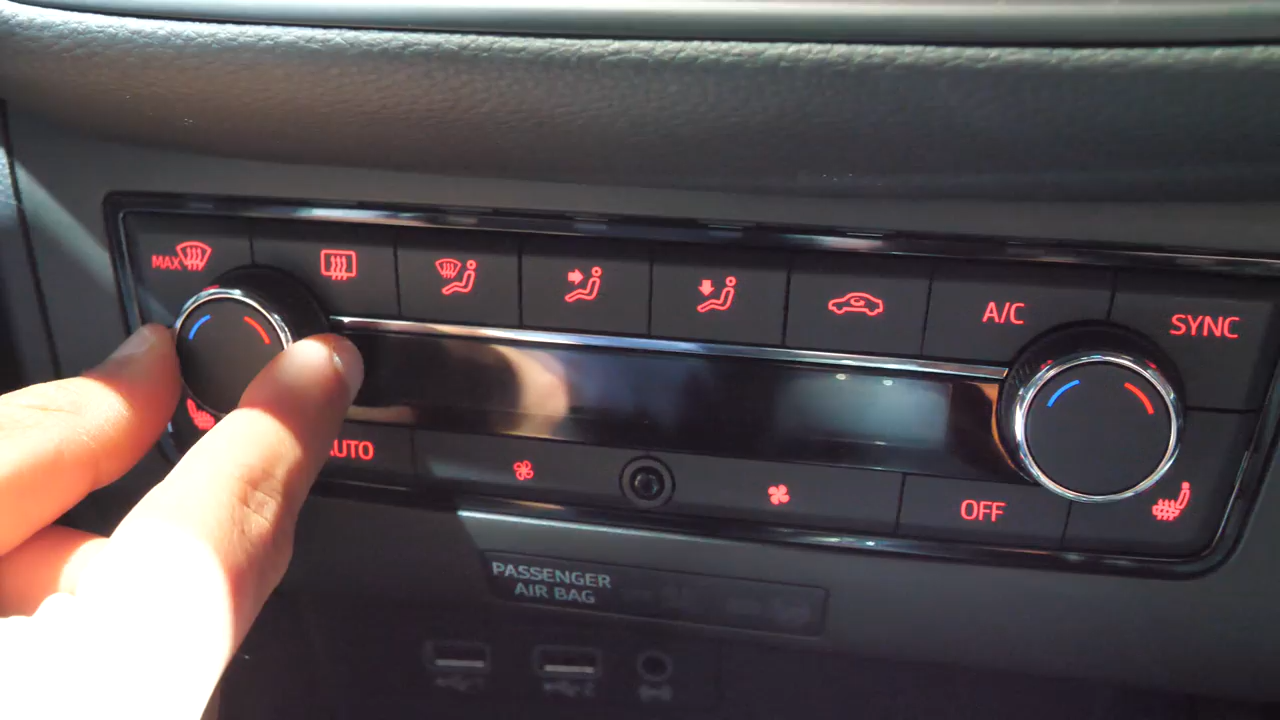 MAX
A/C
SYNC
AUTO
OFF
PASSENGER
AIR BAG